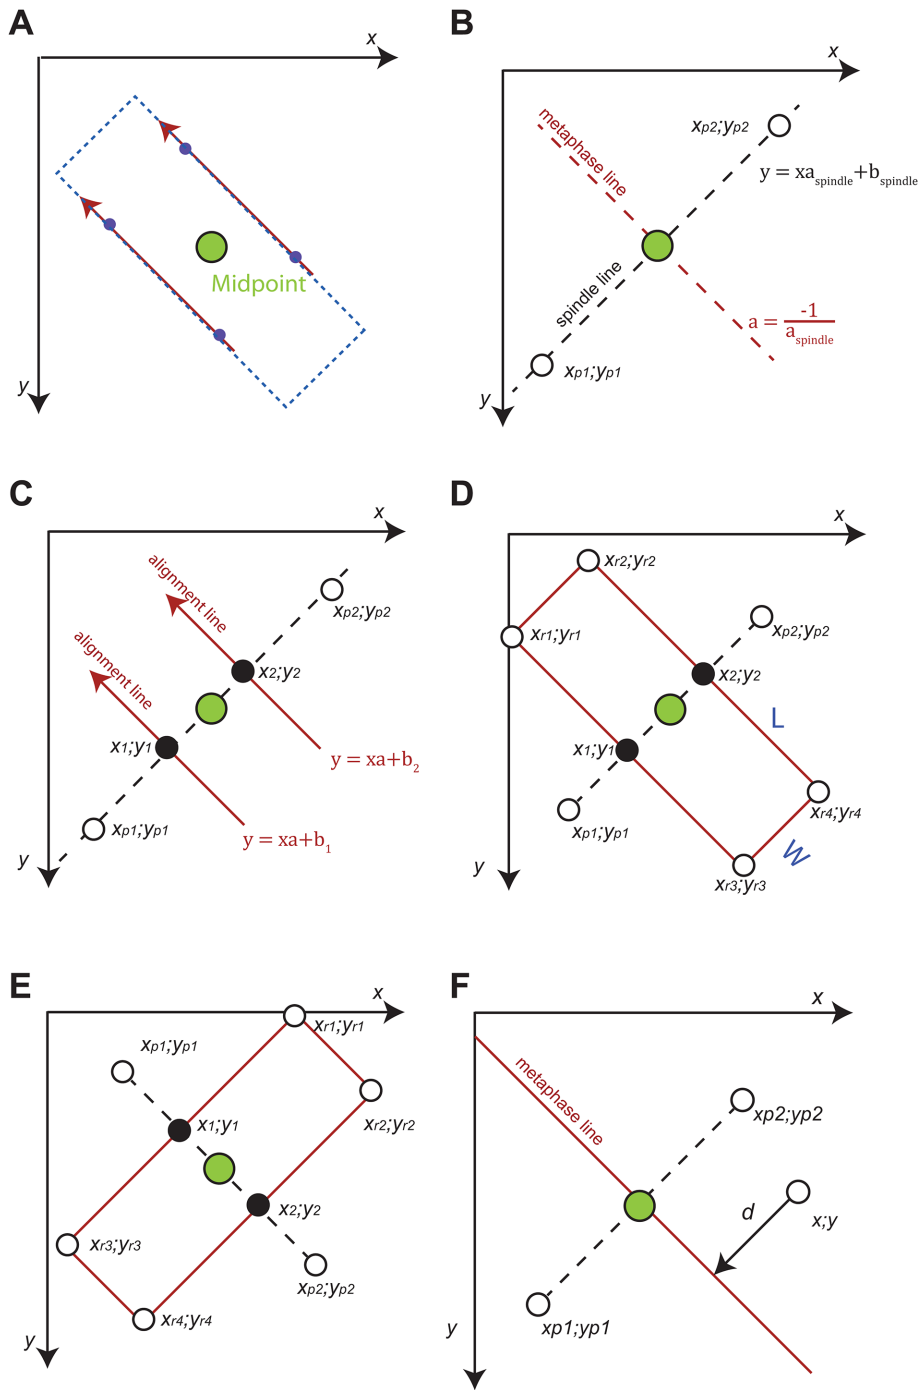 A
x
Midpoint
y
B
x
metaphase line
xp2;yp2
y = xa_spindle+b_spindle
spindle line
a = -1/a_spindle
xp1;yp1
y
C
x
alignment line
xp2;yp2
alignment line
x2;y2
x1;y1
y = xa+b2
xp1;yp1
y = xa+b1
y
D
x
xr2;yr2
xr1;yr1
xp2;yp2
x2;y2
L
x1;y1
xp1;yp1
xr4;yr4
W
y
xr3;yr3
E
x
xr1;yr1
xp1;yp1
x1;y1
xr2;yr2
x2;y2
xr3;yr3
xp2;yp2
xr4;yr4
y
F
x
metaphase line
xp2;yp2
d
x;y
xp1;yp1
y